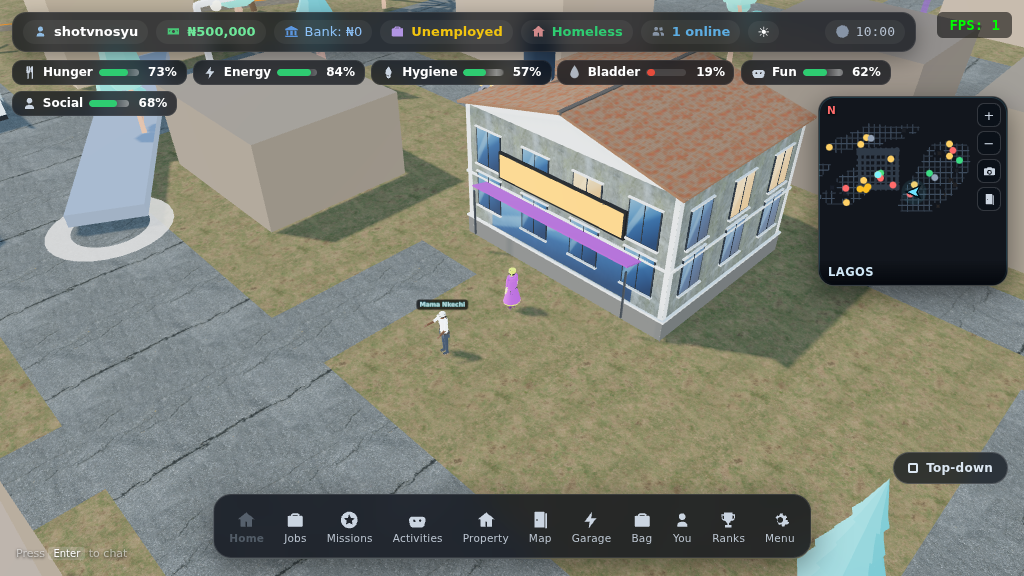 shotvnosyu ₦500,000 Bank: ₦0 Unemployed Homeless 1 online 10:00
FPS: 1
Hunger 73% Energy 84% Hygiene 57% Bladder 19% Fun 62%
Social 68%
N
+
−
LAGOS
Mama Nkechi
Top-down
Home Jobs Missions Activities Property Map Garage Bag You Ranks Menu
Press Enter to chat